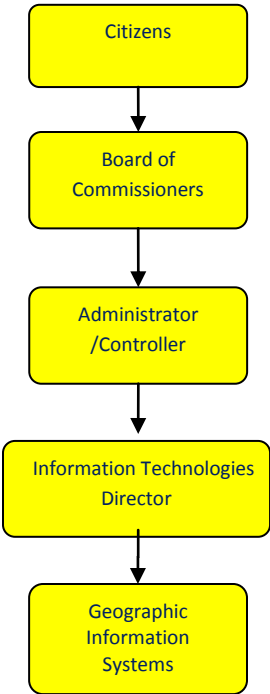 Citizens
Board of
Commissioners
Administrator
/Controller
Information Technologies
Director
Geographic
Information
Systems